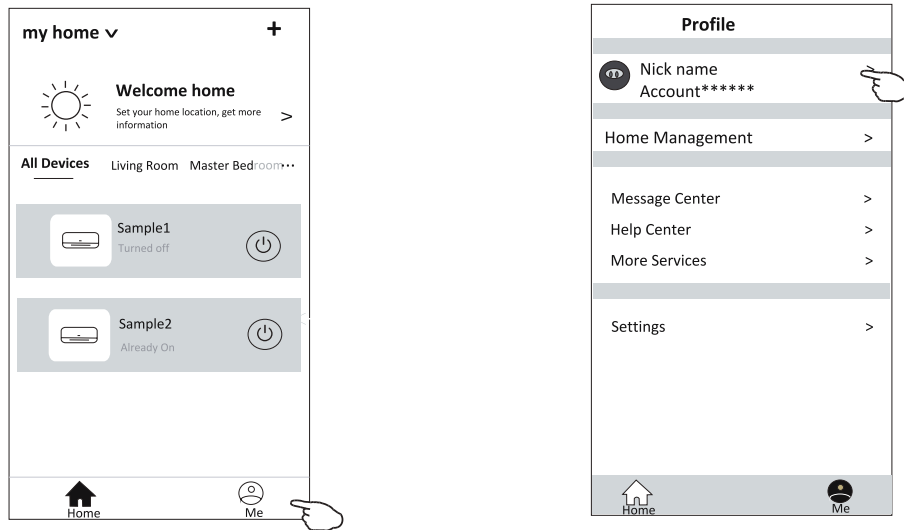 my home ∨ +
Welcome home
Set your home location, get more
information >
All Devices Living Room Master Bedroom...
Sample1
Turned off
Sample2
Already On
Home Me
Profile
Nick name
Account******
Home Management >
Message Center >
Help Center >
More Services >
Settings >
Home Me